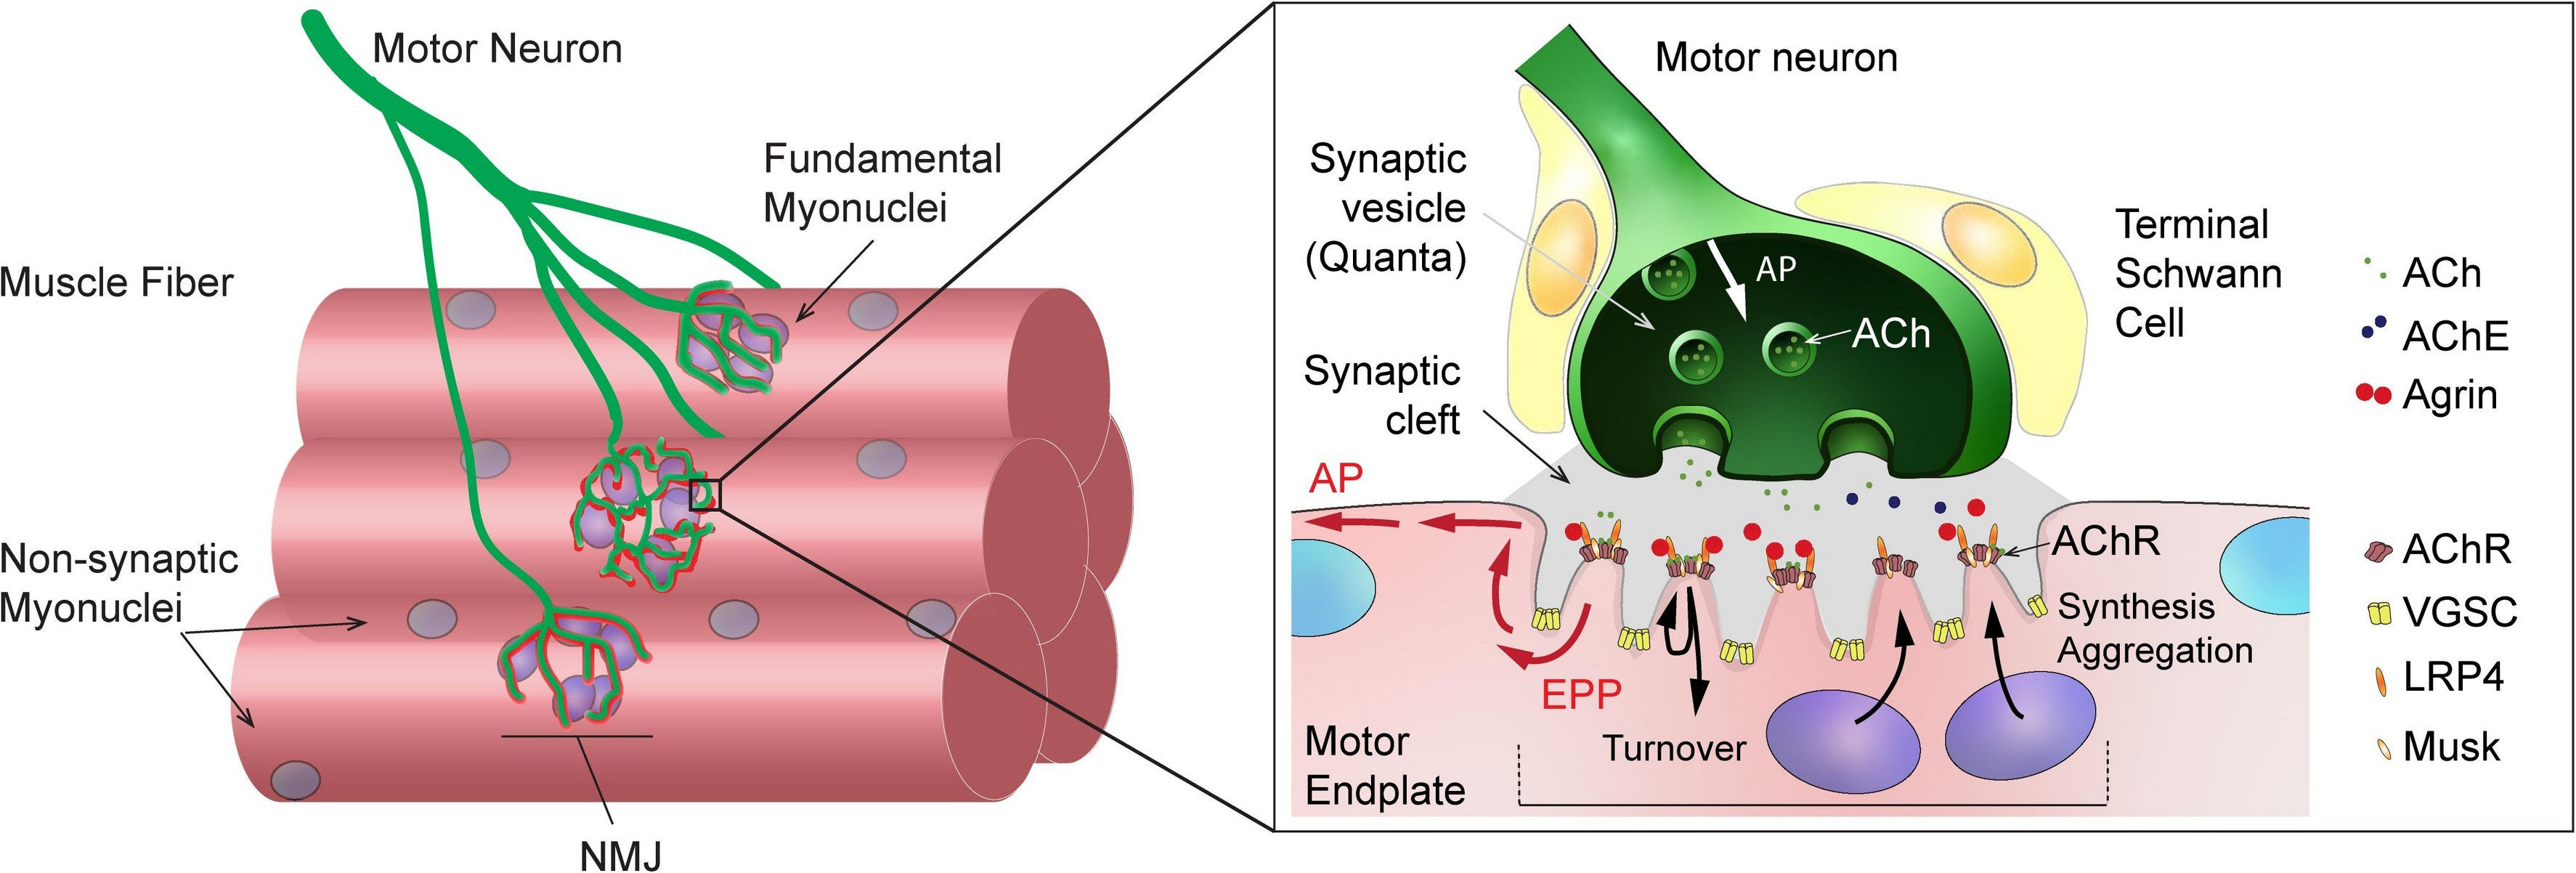 Motor Neuron
Fundamental
Myonuclei
Muscle Fiber
Non-synaptic
Myonuclei
NMJ
Motor neuron
Synaptic
vesicle
(Quanta)
AP
ACh
Terminal
Schwann
Cell
Synaptic
cleft
AP
AChR
EPP
Synthesis
Aggregation
Turnover
Motor
Endplate
ACh
AChE
Agrin
AChR
VGSC
LRP4
Musk